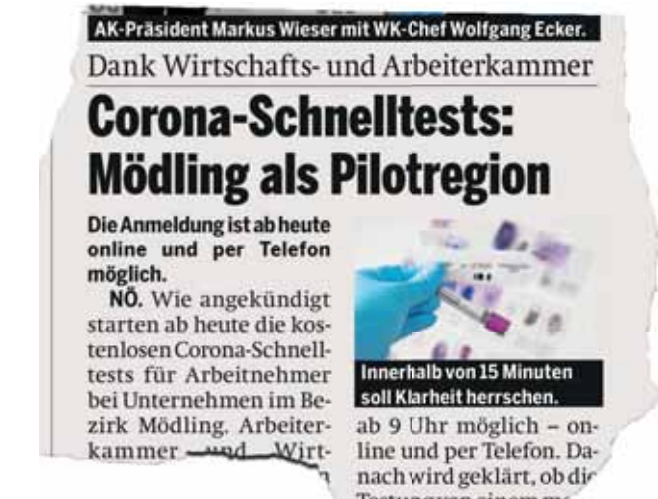 AK-Präsident Markus Wieser mit WK-Chef Wolfgang Ecker.
Dank Wirtschafts- und Arbeiterkammer
Corona-Schnelltests:
Mödling als Pilotregion
Die Anmeldung ist ab heute
online und per Telefon
möglich.
NÖ. Wie angekündigt
starten ab heute die kos-
tenlosen Corona-Schnell-
tests für Arbeitnehmer
bei Unternehmen im Be-
zirk Mödling. Arbeiter-
kammer und Wirt-
Innerhalb von 15 Minuten
soll Klarheit herrschen.
ab 9 Uhr möglich – on-
line und per Telefon. Da-
nach wird geklärt, ob die